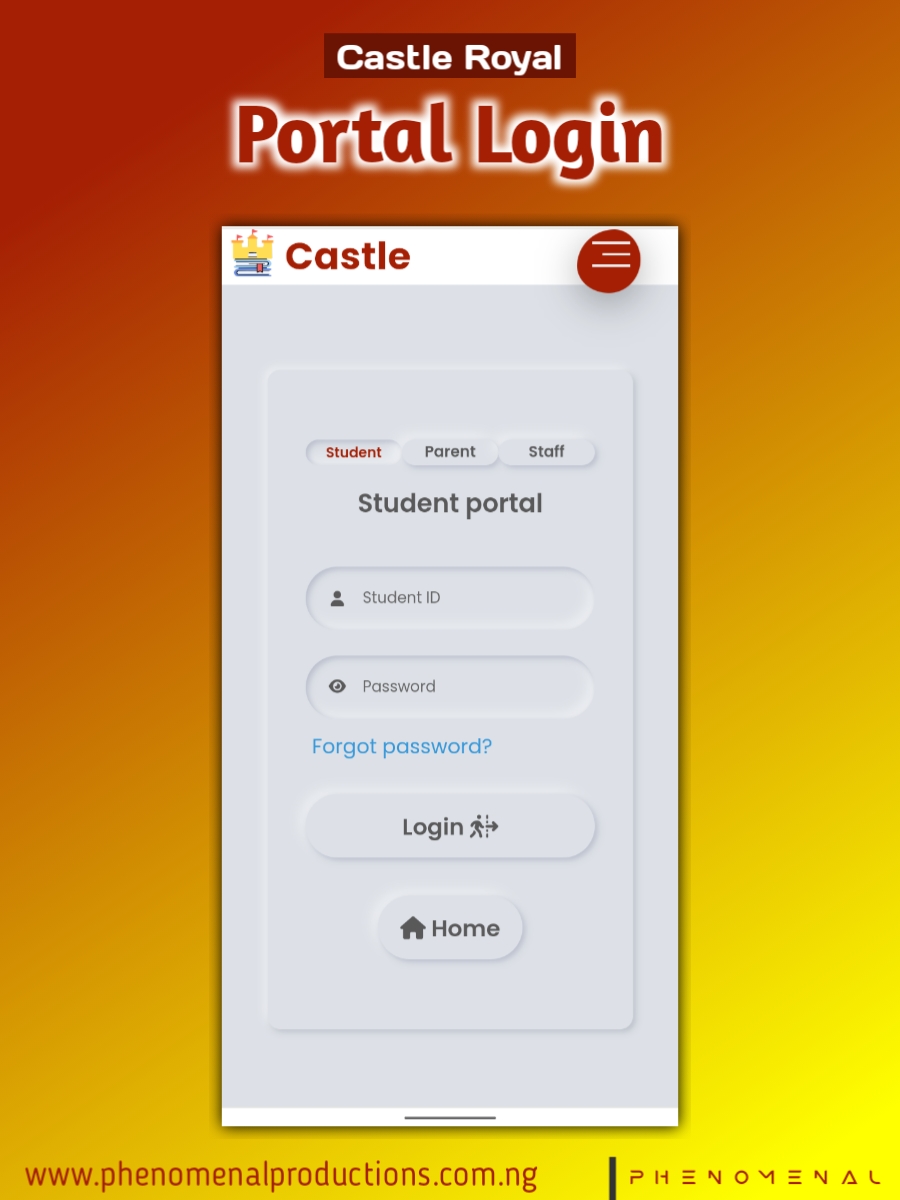 Castle Royal
Portal Login
Castle
Student Parent Staff
Student portal
Student ID
Password
Forgot password?
Login
Home
www.phenomenalproductions.com.ng
PHENOMENAL